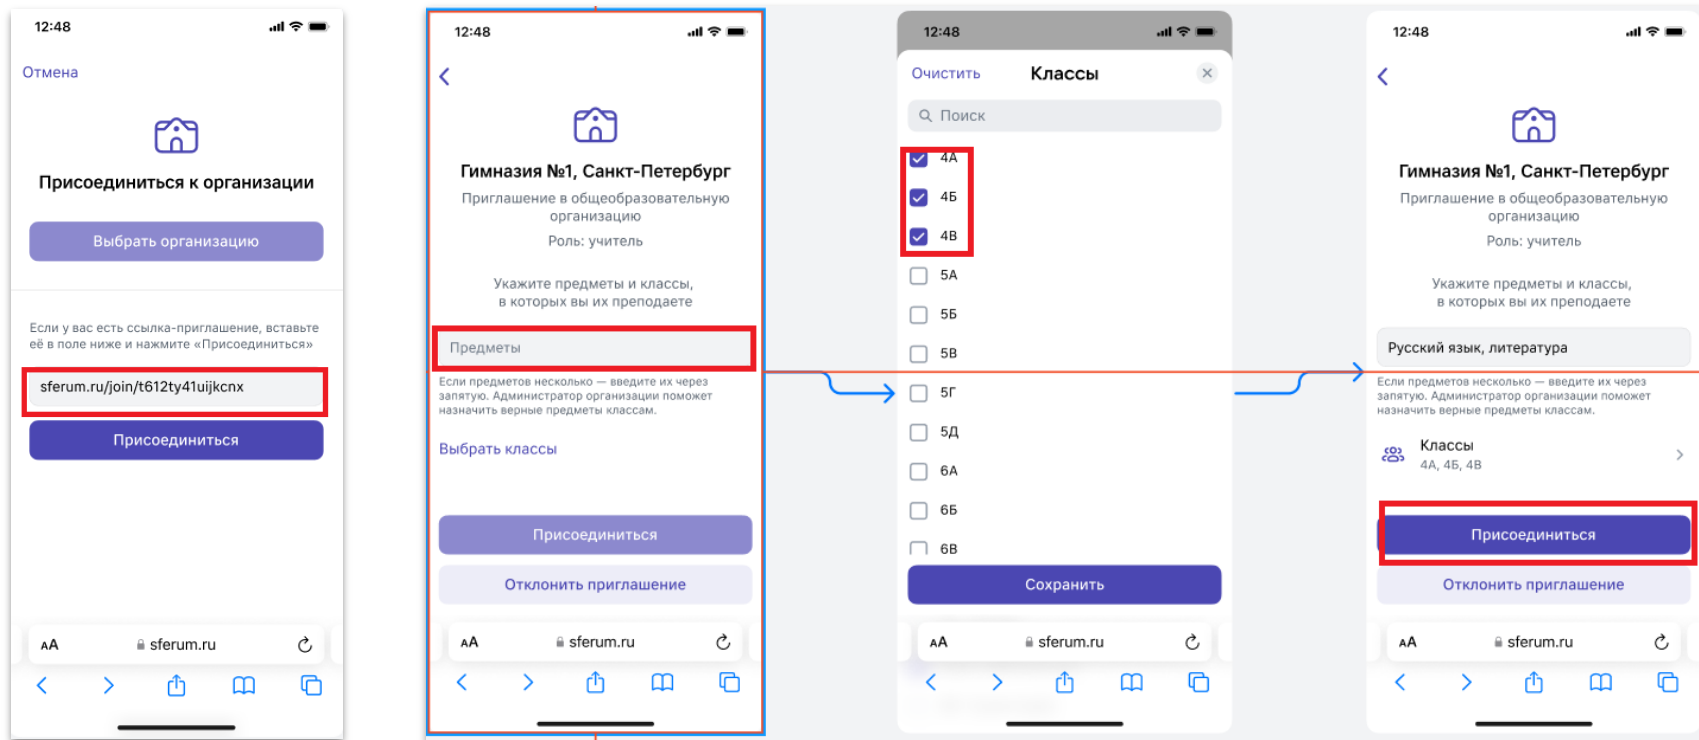 12:48
Отмена
Присоединиться к организации
Выбрать организацию
Если у вас есть ссылка-приглашение, вставьте
её в поле ниже и нажмите «Присоединиться»
sferum.ru/join/t612ty41uijkcnx
Присоединиться
AA
sferum.ru
12:48
Гимназия №1, Санкт-Петербург
Приглашение в общеобразовательную
организацию
Роль: учитель
Укажите предметы и классы,
в которых вы их преподаете
Предметы
Если предметов несколько — введите их через
запятую. Администратор организации поможет
назначить верные предметы классам.
Выбрать классы
Присоединиться
Отклонить приглашение
AA
sferum.ru
12:48
Очистить
Классы
Поиск
4А
4Б
4В
5А
5Б
5В
5Г
5Д
6А
6Б
6В
Сохранить
AA
sferum.ru
12:48
Гимназия №1, Санкт-Петербург
Приглашение в общеобразовательную
организацию
Роль: учитель
Укажите предметы и классы,
в которых вы их преподаете
Русский язык, литература
Если предметов несколько — введите их через
запятую. Администратор организации поможет
назначить верные предметы классам.
Классы
4А, 4Б, 4В
Присоединиться
Отклонить приглашение
AA
sferum.ru